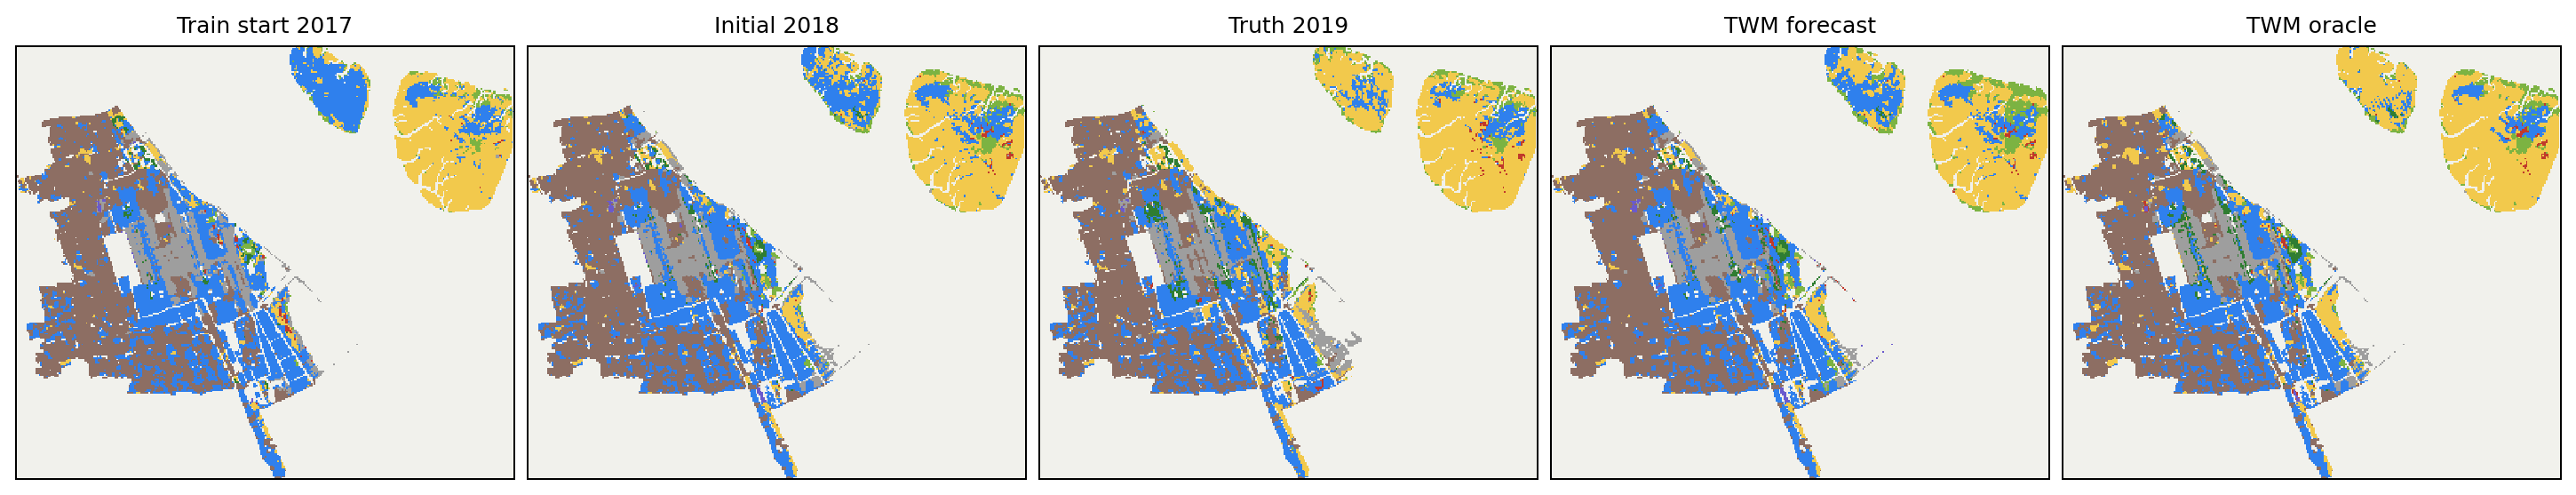 Train start 2017
Initial 2018
Truth 2019
TWM forecast
TWM oracle